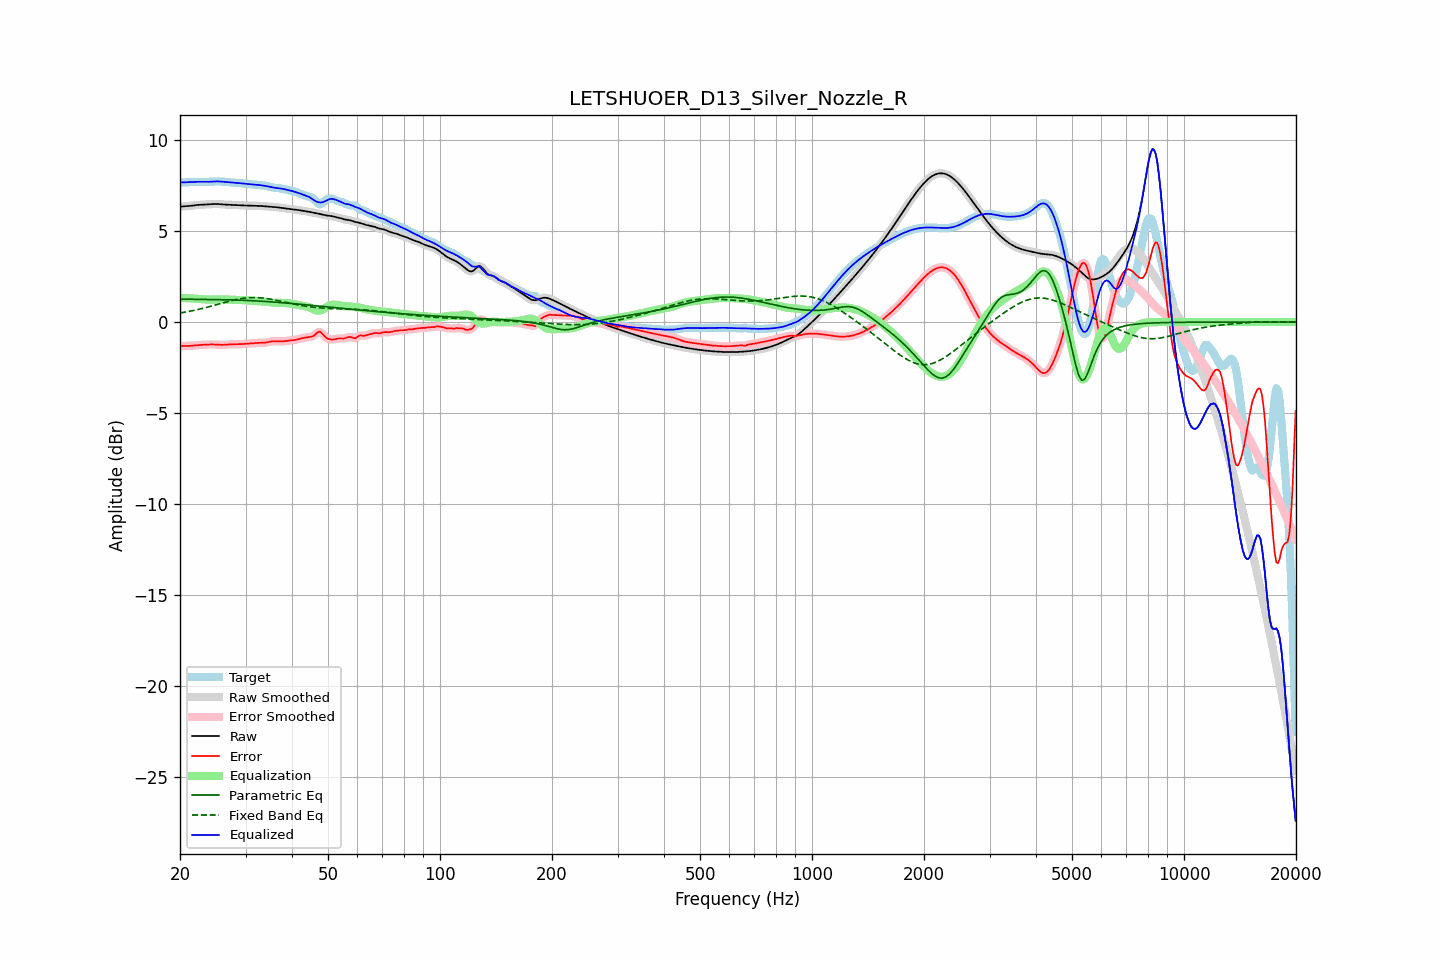 LETSHUOER_D13_Silver_Nozzle_R
10
5
0
−5
−10
−15
−20
−25
Amplitude (dBr)
Target
Raw Smoothed
Error Smoothed
Raw
Error
Equalization
Parametric Eq
Fixed Band Eq
Equalized
20 50 100 200 500 1000 2000 5000 10000 20000
Frequency (Hz)